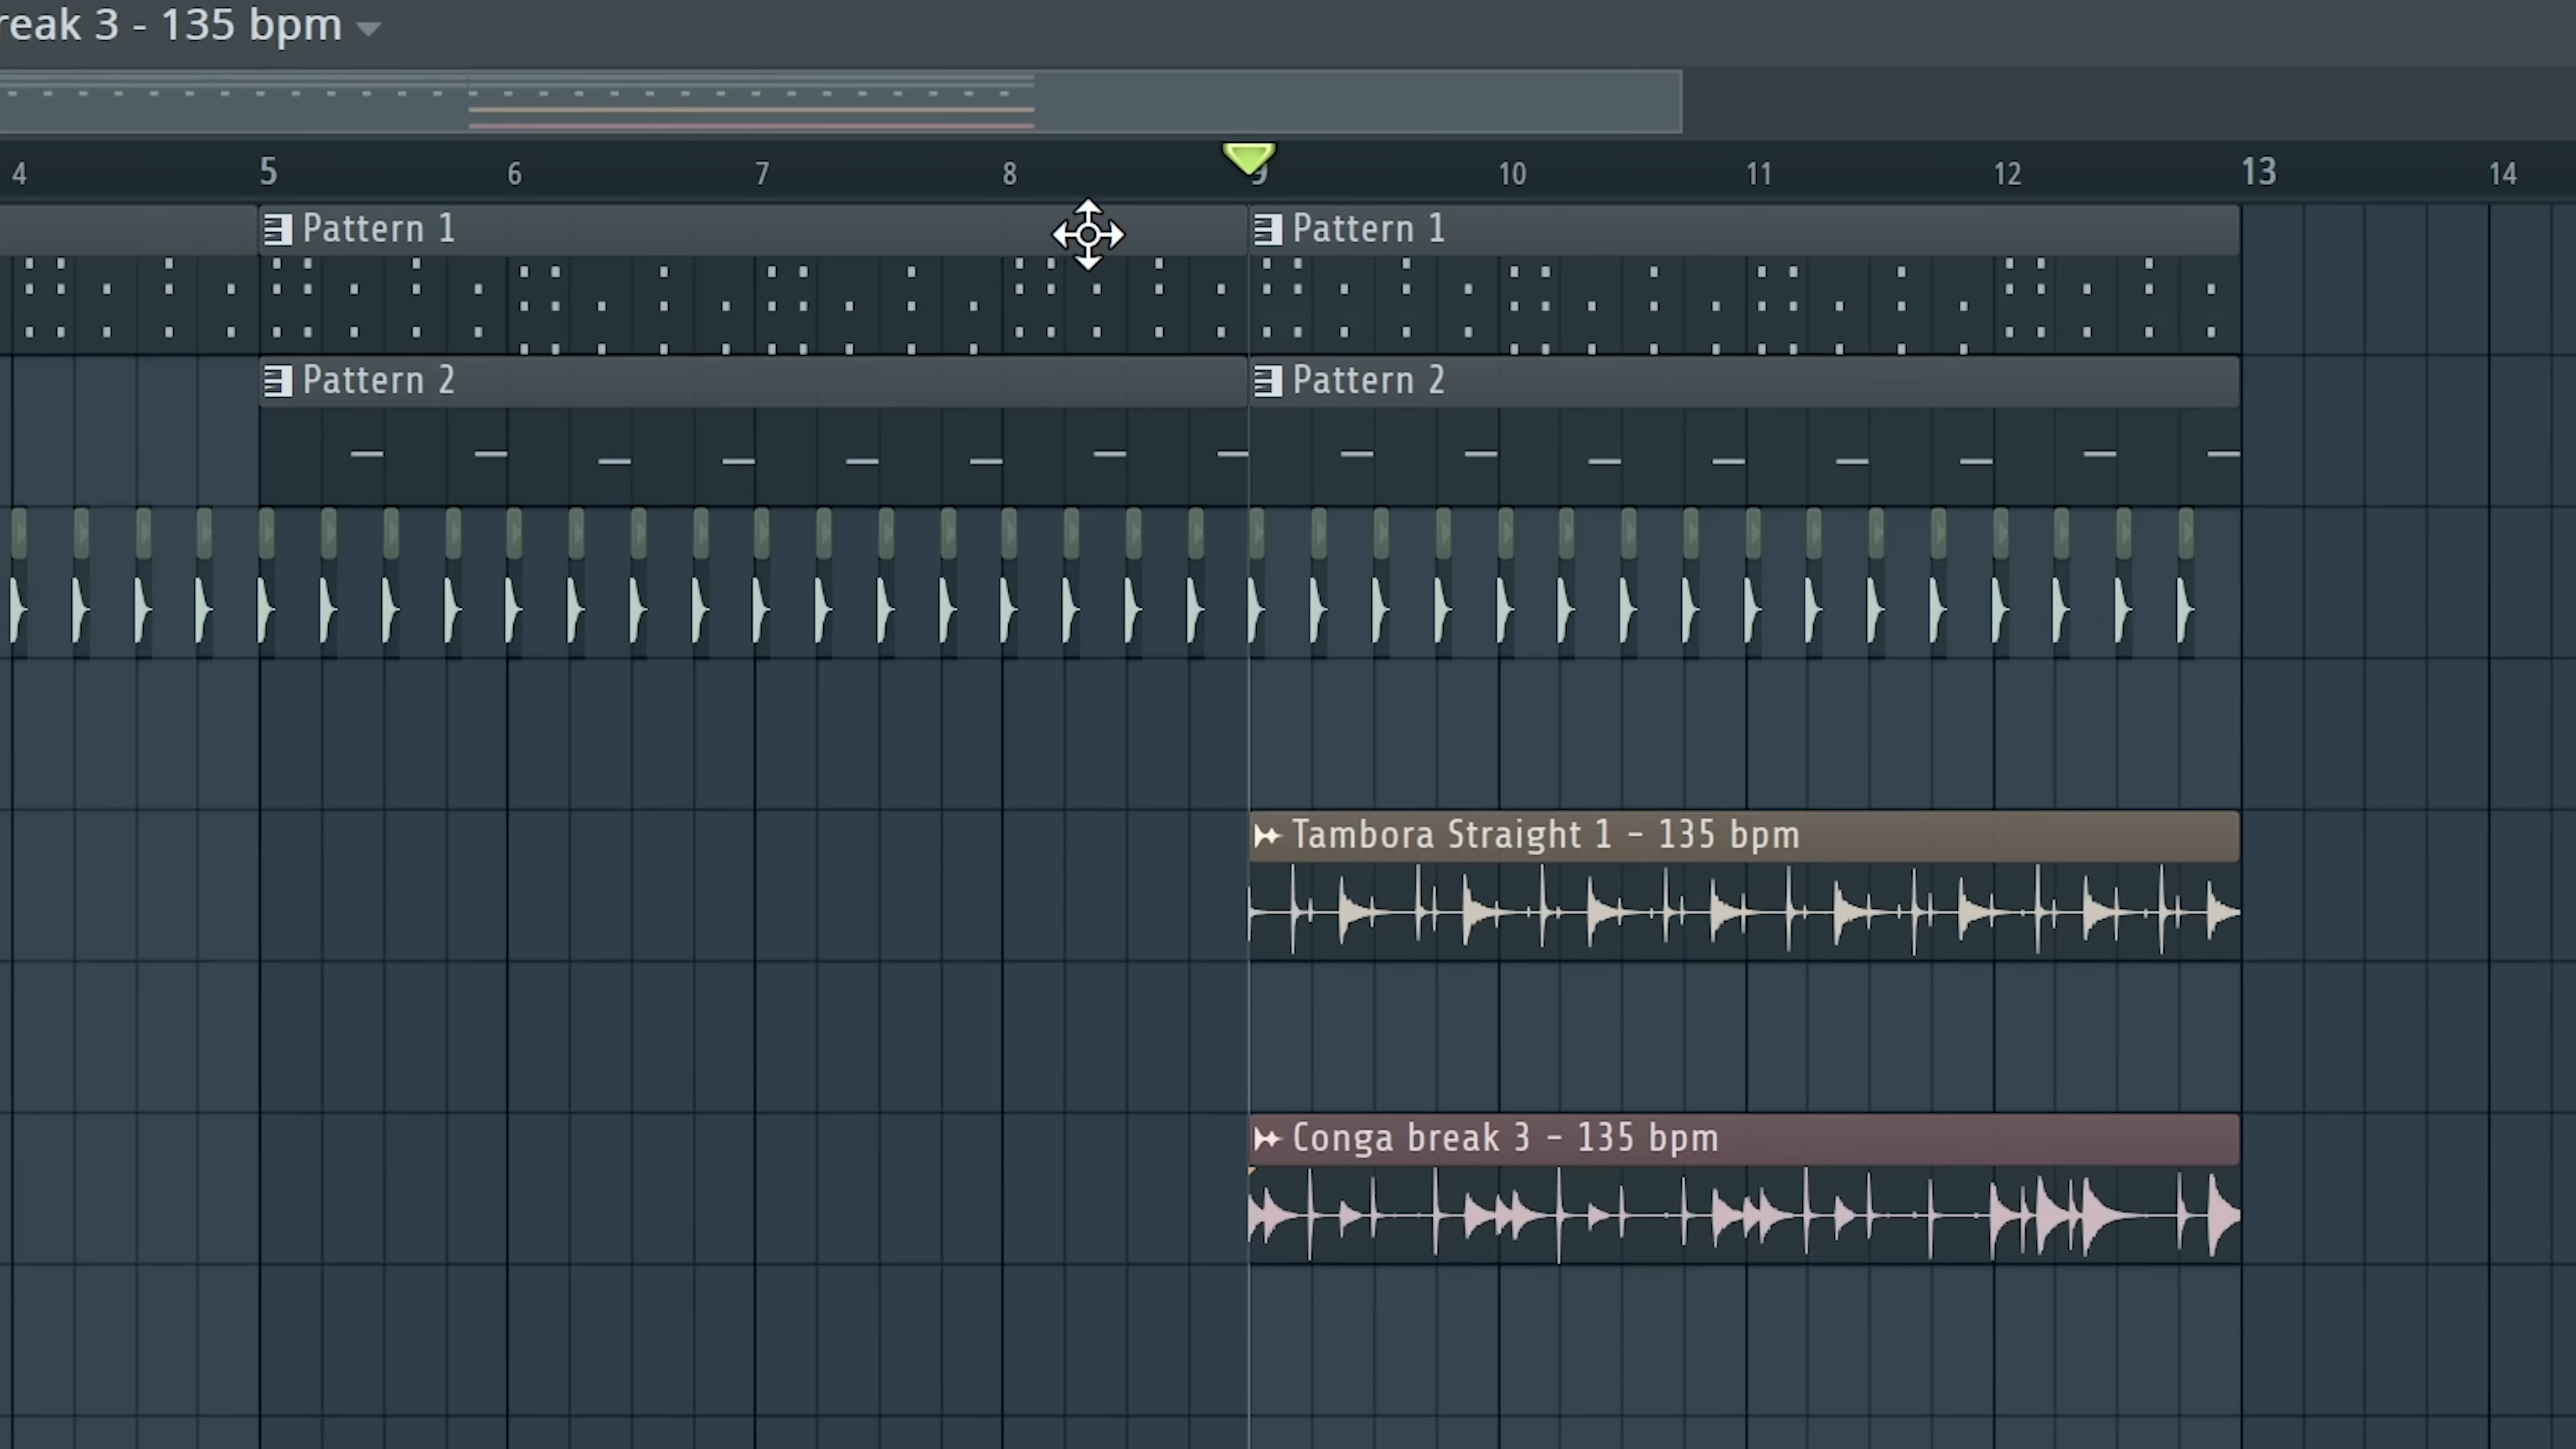 reak 3 - 135 bpm
4 5 6 7 8 9 10 11 12 13 14
Pattern 1 Pattern 1
Pattern 2 Pattern 2
Tambora Straight 1 - 135 bpm
Conga break 3 - 135 bpm